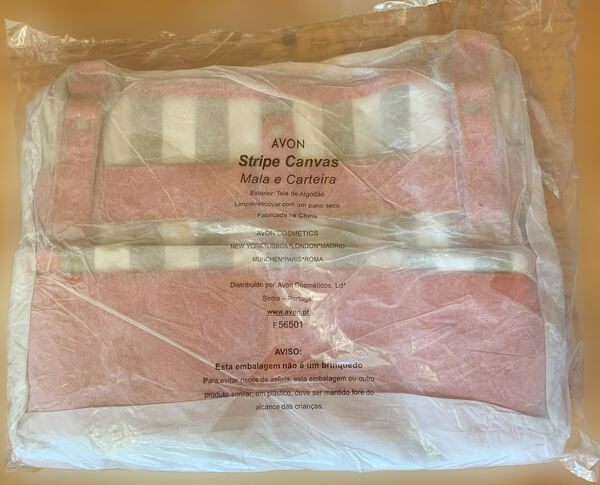 AVON
Stripe Canvas
Mala e Carteira
Exterior: Tela de Algodão
Limpar/escovar com um pano seco
Fabricada na China
AVON COSMETICS
NEW YORK*LISBOA*LONDON*MADRID
MUNCHEN*PARIS*ROMA
Distribuído por Avon Cosméticos, Ldª
Sintra – Portugal
www.avon.pt
F56501
AVISO:
Esta embalagem não é um brinquedo
Para evitar riscos de asfixia, esta embalagem ou outro
produto similar, em plástico, deve ser mantido fore do
alcance das crianças.